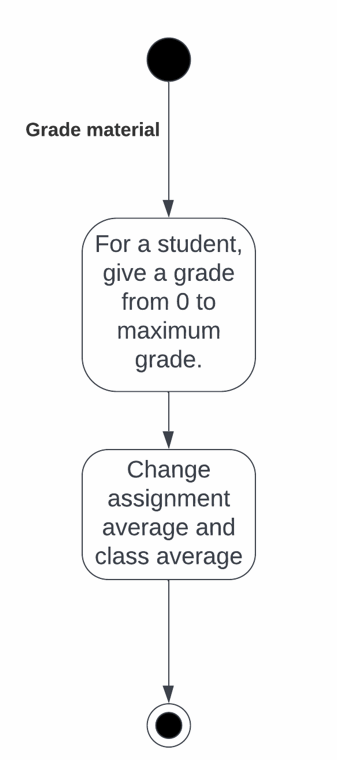 Grade material
For a student,
give a grade
from 0 to
maximum
grade.
Change
assignment
average and
class average